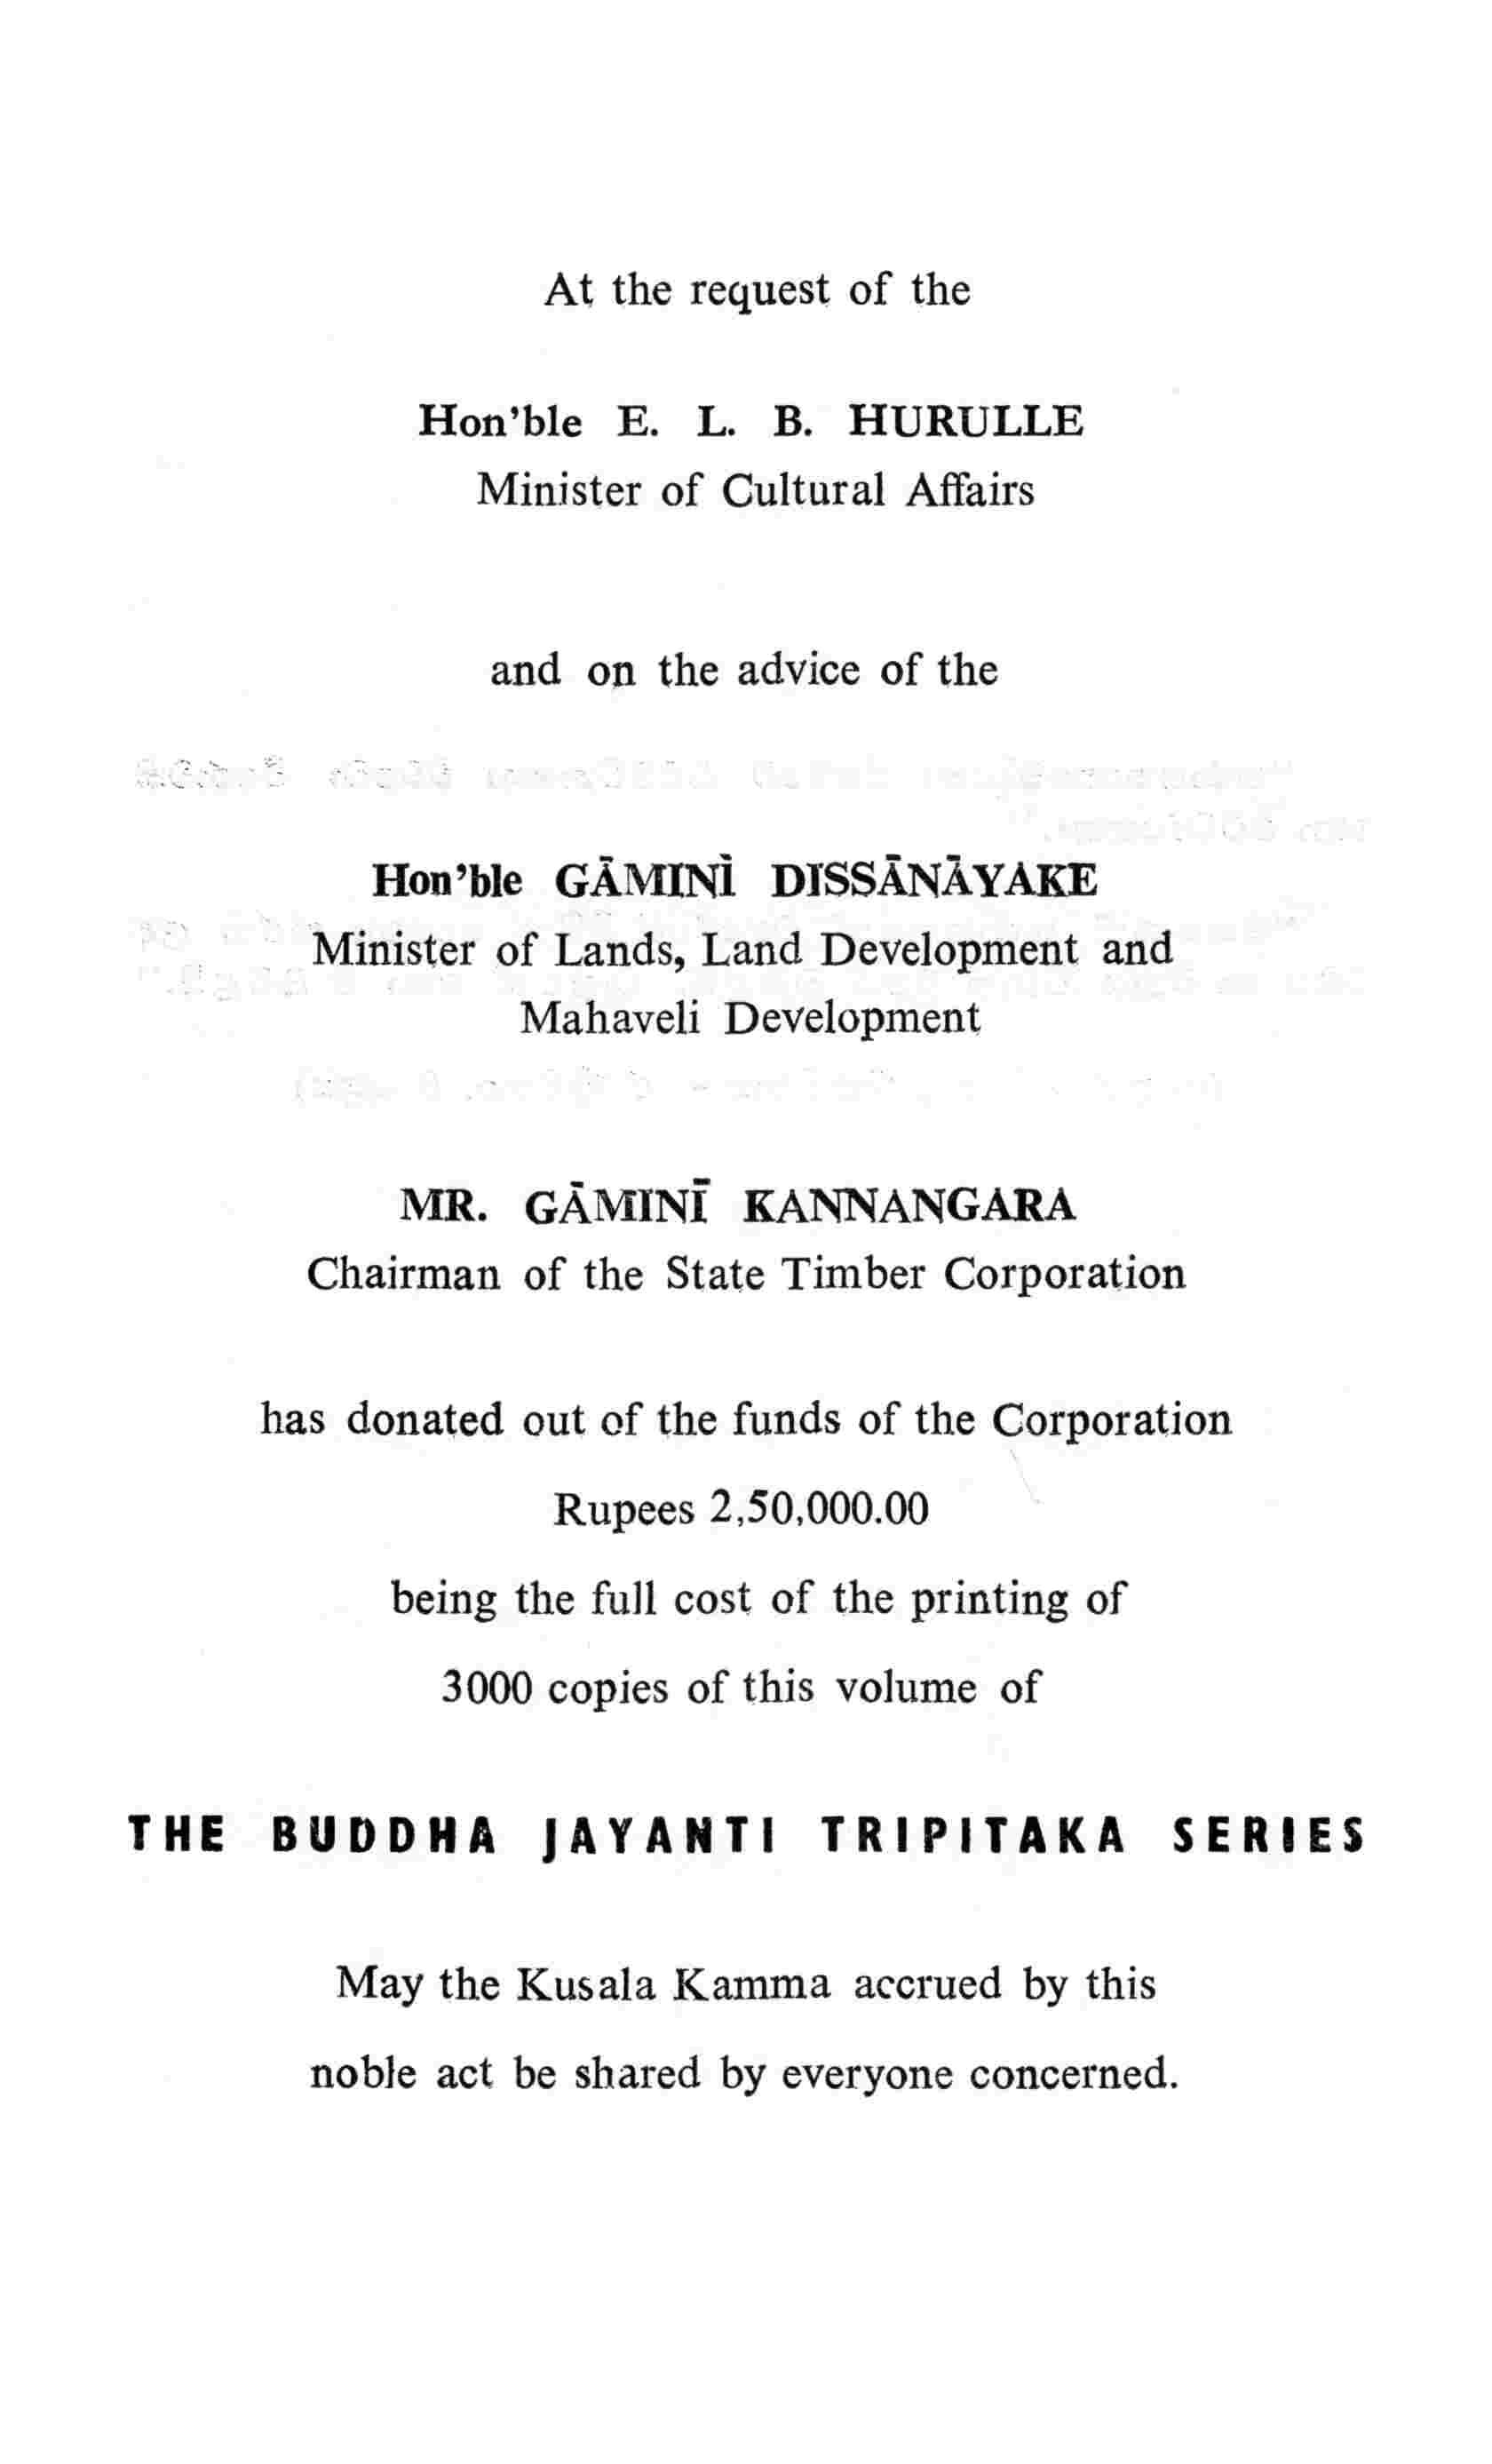 At the request of the
Hon'ble E. L. B. HURULLE
Minister of Cultural Affairs
and on the advice of the
Hon'ble GĀMINĪ DISSĀNĀYAKE
Minister of Lands, Land Development and
Mahaveli Development
MR. GĀMINĪ KANNANGARA
Chairman of the State Timber Corporation
has donated out of the funds of the Corporation
Rupees 2,50,000.00
being the full cost of the printing of
3000 copies of this volume of
THE BUDDHA JAYANTI TRIPITAKA SERIES
May the Kusala Kamma accrued by this
noble act be shared by everyone concerned.